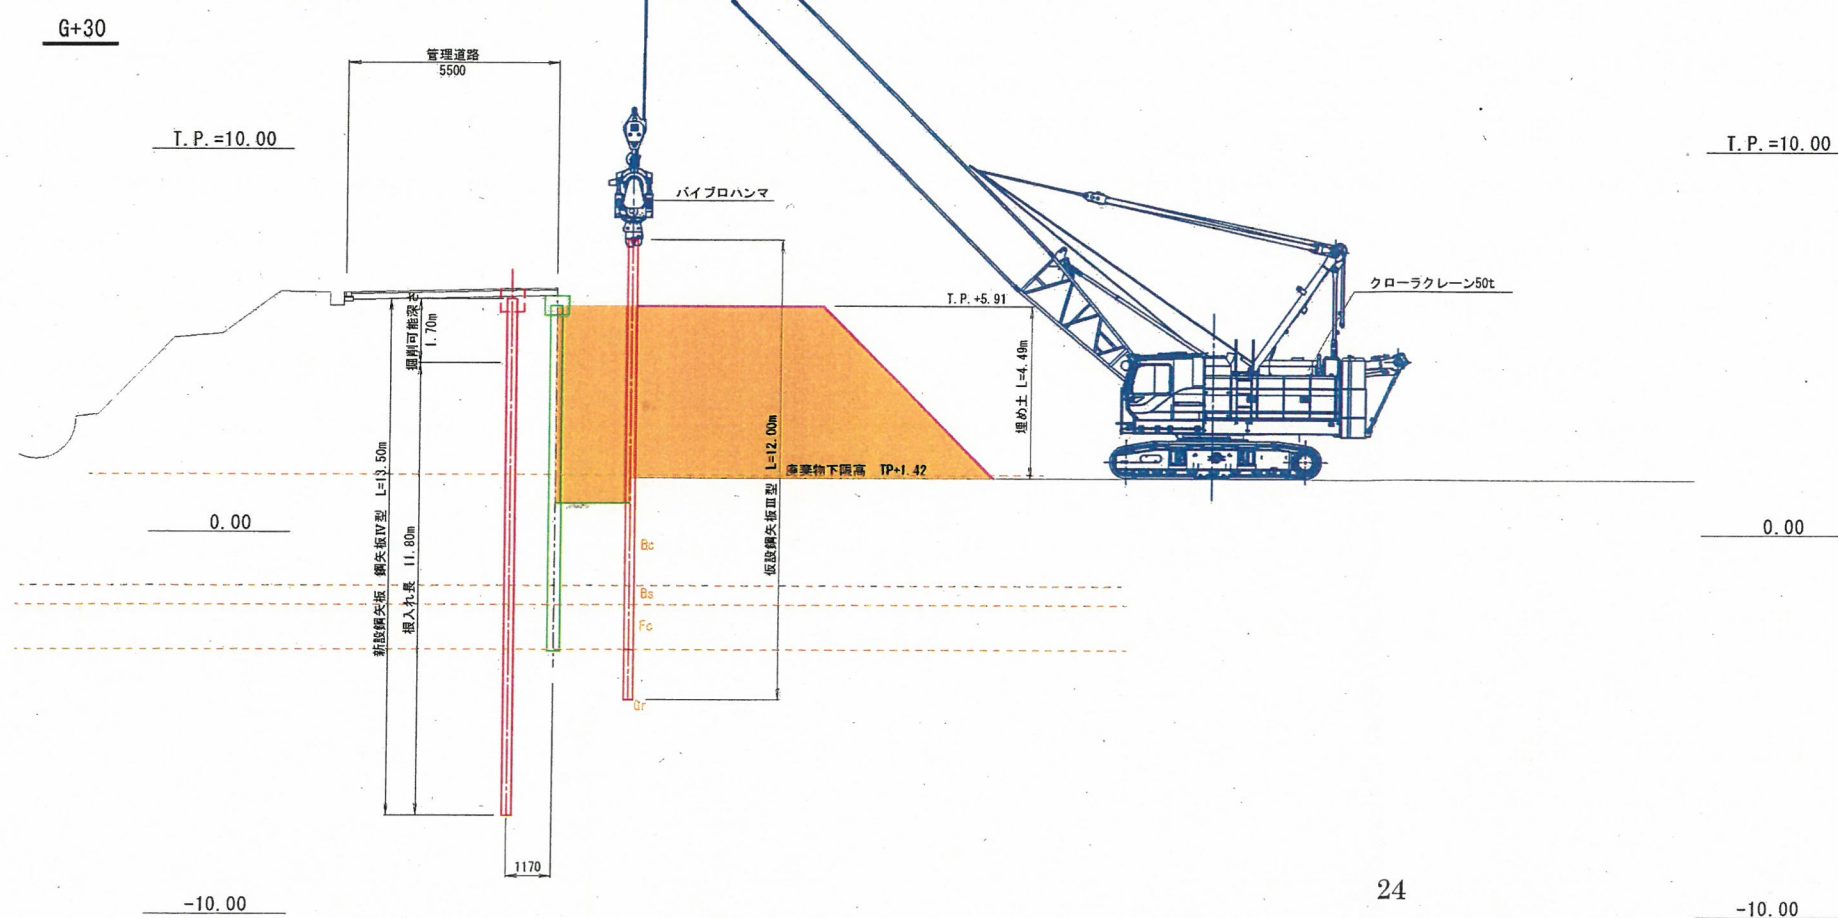 G+30
管理道路
5500
T.P.=10.00
T.P.=10.00
バイブロハンマ
クローラクレーン50t
T.P.+5.91
掘削可能深さ
1.70m
埋め土 L=4.49m
廃棄物下限高 TP+1.42
仮設鋼矢板Ⅲ型 L=12.00m
新設鋼矢板 鋼矢板Ⅳ型 L=13.50m
根入れ長 11.80m
0.00
0.00
Bc
Bs
Fc
Gr
1170
24
-10.00
-10.00